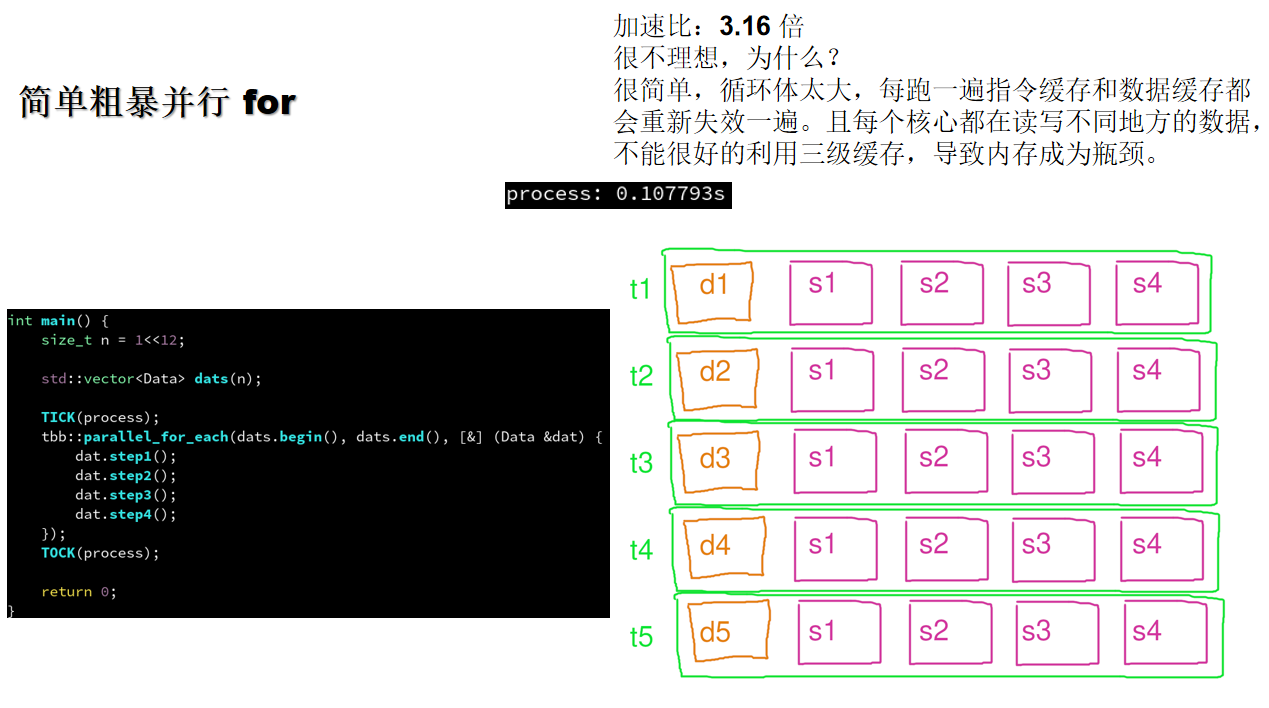 简单粗暴并行 for
加速比：3.16 倍
很不理想，为什么？
很简单，循环体太大，每跑一遍指令缓存和数据缓存都
会重新失效一遍。且每个核心都在读写不同地方的数据，
不能很好的利用三级缓存，导致内存成为瓶颈。
process: 0.107793s
int main() {
    size_t n = 1<<12;
    std::vector<Data> dats(n);
    TICK(process);
    tbb::parallel_for_each(dats.begin(), dats.end(), [&] (Data &dat) {
        dat.step1();
        dat.step2();
        dat.step3();
        dat.step4();
    });
    TOCK(process);
    return 0;
}
t1 d1 s1 s2 s3 s4
t2 d2 s1 s2 s3 s4
t3 d3 s1 s2 s3 s4
t4 d4 s1 s2 s3 s4
t5 d5 s1 s2 s3 s4